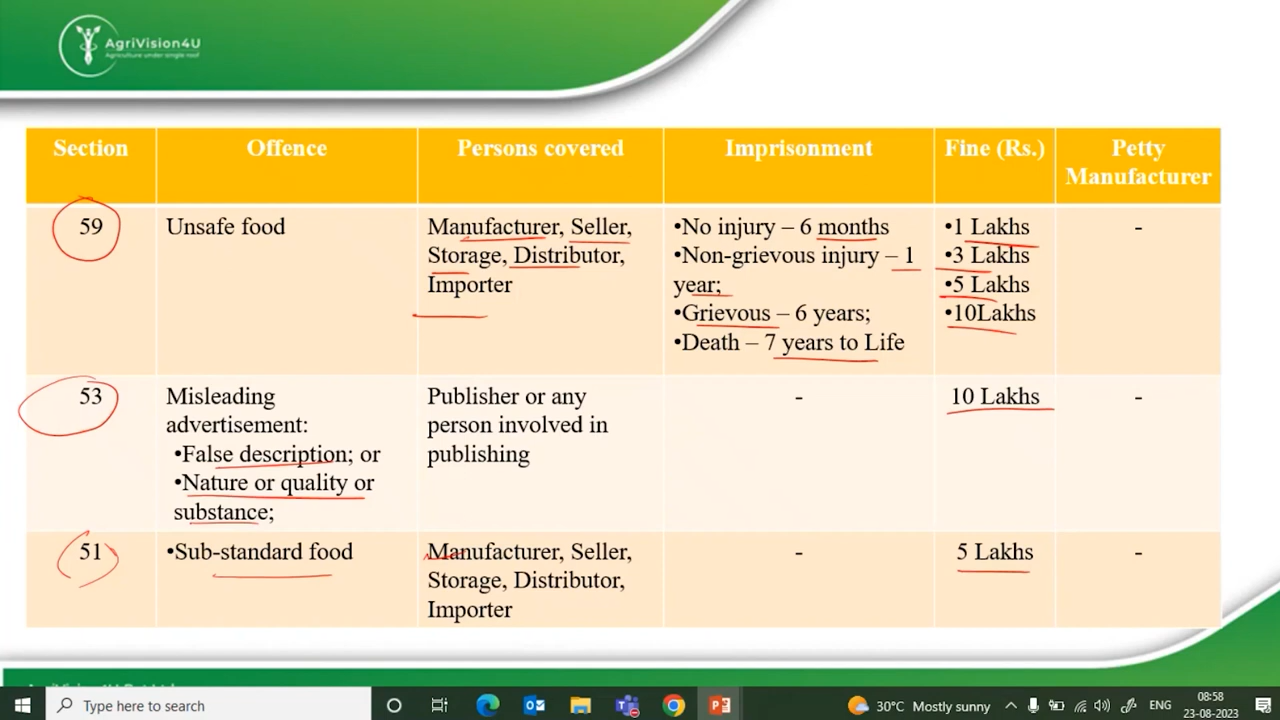 AgriVision4U
Agriculture under single roof
Section
Offence
Persons covered
Imprisonment
Fine (Rs.)
Petty
Manufacturer
59
Unsafe food
Manufacturer, Seller,
Storage, Distributor,
Importer
•No injury – 6 months
•Non-grievous injury – 1
year;
•Grievous – 6 years;
•Death – 7 years to Life
•1 Lakhs
•3 Lakhs
•5 Lakhs
•10Lakhs
-
53
Misleading
advertisement:
•False description; or
•Nature or quality or
substance;
Publisher or any
person involved in
publishing
-
10 Lakhs
-
51
•Sub-standard food
Manufacturer, Seller,
Storage, Distributor,
Importer
-
5 Lakhs
-
Type here to search
30°C Mostly sunny
ENG
08:58
23-08-2023